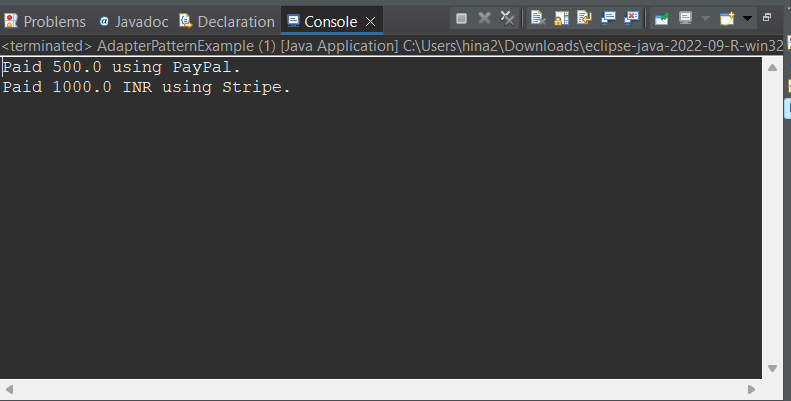 Problems @ Javadoc Declaration Console
<terminated> AdapterPatternExample (1) [Java Application] C:\Users\hina2\Downloads\eclipse-java-2022-09-R-win32
Paid 500.0 using PayPal.
Paid 1000.0 INR using Stripe.